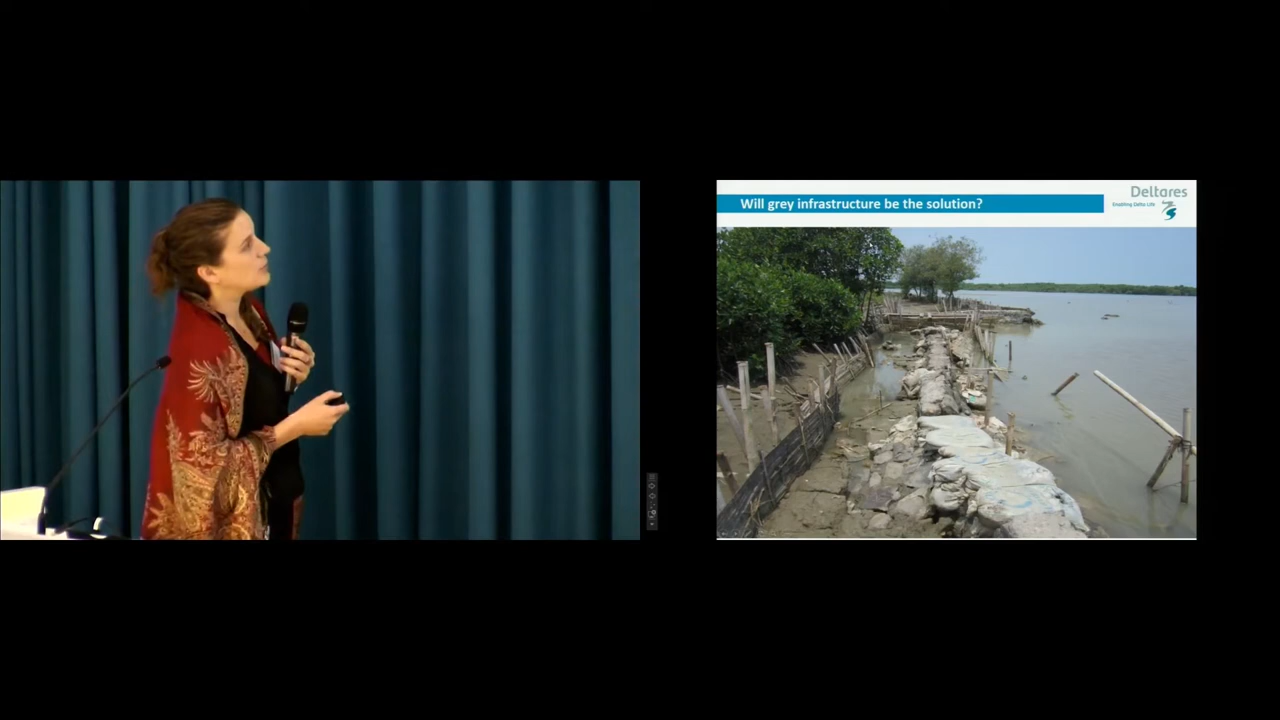 Will grey infrastructure be the solution?
Deltares
Enabling Delta Life